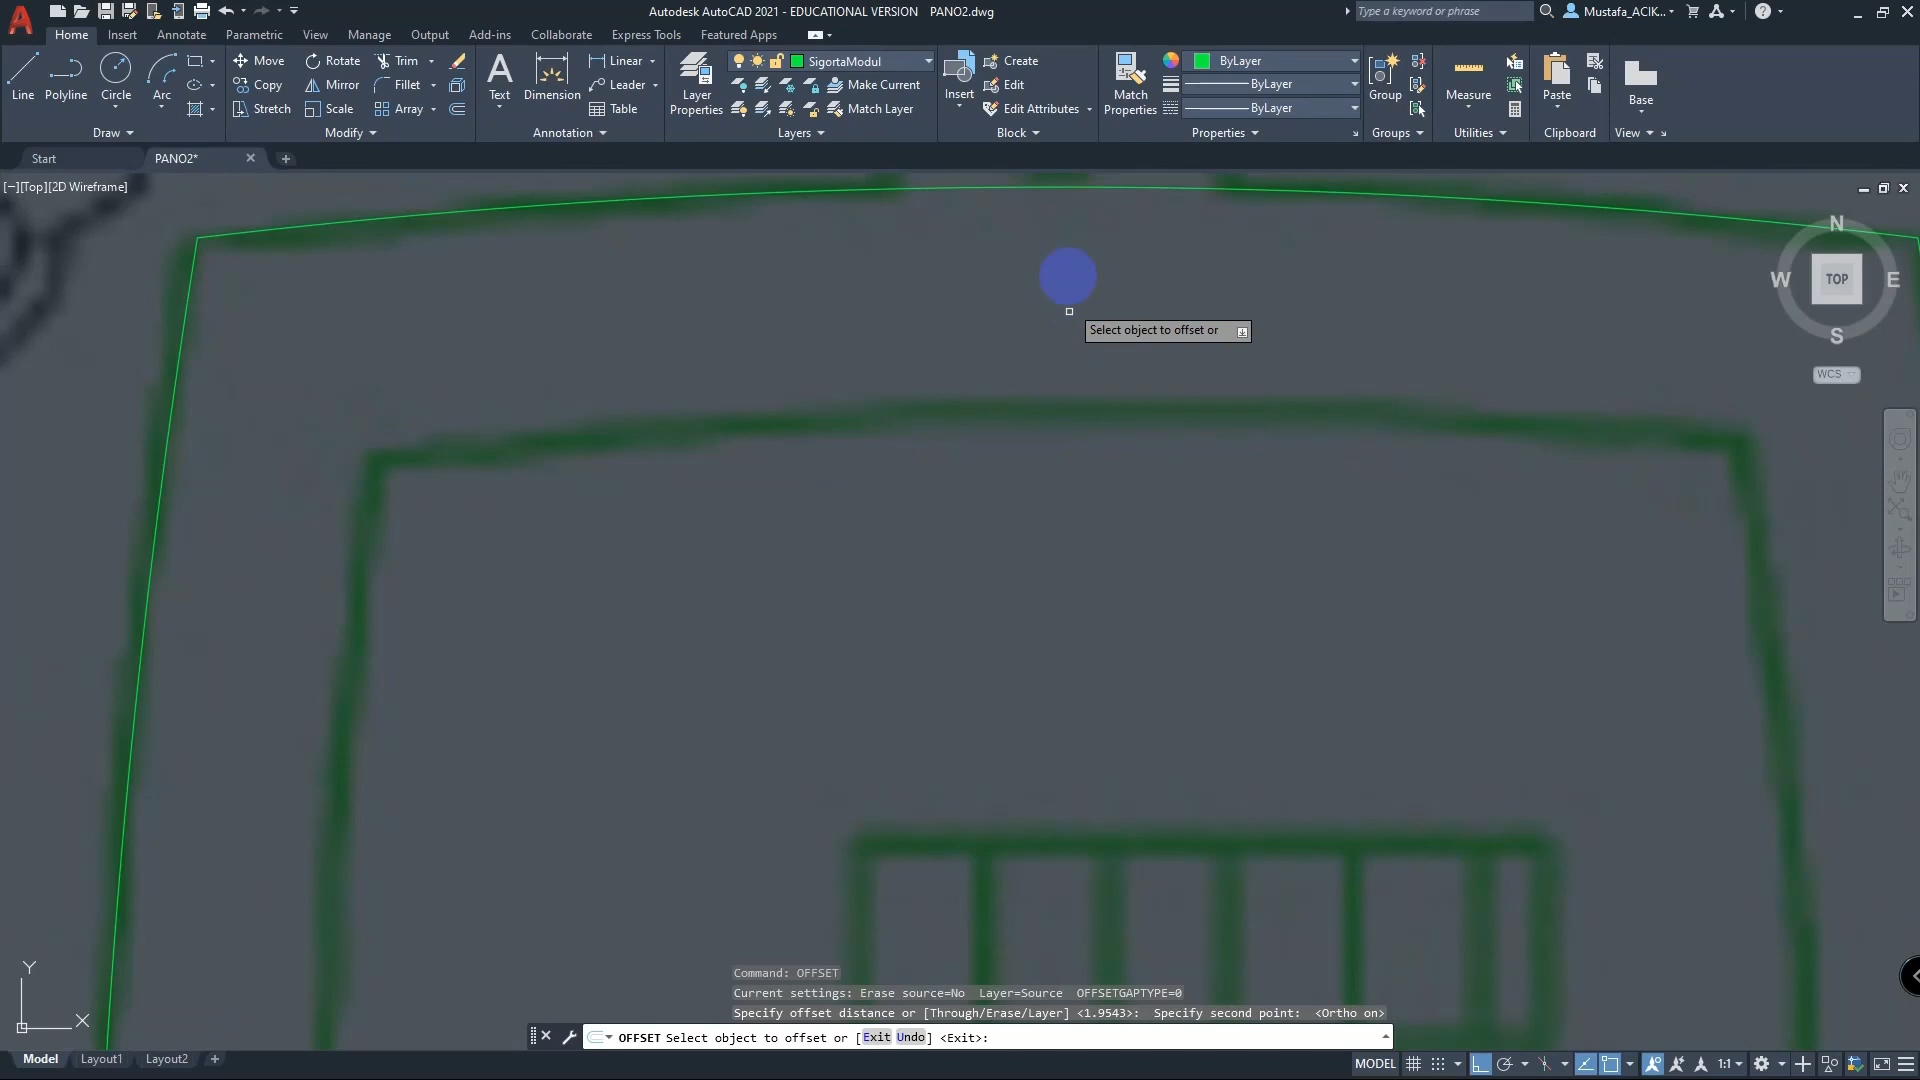 Autodesk AutoCAD 2021 - EDUCATIONAL VERSION PANO2.dwg
Type a keyword or phrase
Mustafa_ACIK...
Home Insert Annotate Parametric View Manage Output Add-ins Collaborate Express Tools Featured Apps
Line Polyline Circle Arc
Draw
Move Rotate Trim
Copy Mirror Fillet
Stretch Scale Array
Modify
Text Dimension
Linear
Leader
Table
Annotation
Layer Properties
SigortaModul
Make Current
Match Layer
Layers
Insert
Create
Edit
Edit Attributes
Block
Match Properties
ByLayer
ByLayer
ByLayer
Properties
Group
Groups
Measure
Utilities
Paste
Clipboard
Base
View
Start PANO2*
[−][Top][2D Wireframe]
N
W TOP E
S
WCS
Select object to offset or
Y
X
Command: OFFSET
Current settings: Erase source=No Layer=Source OFFSETGAPTYPE=0
Specify offset distance or [Through/Erase/Layer] <1.9543>: Specify second point: <Ortho on>
OFFSET Select object to offset or [Exit Undo] <Exit>:
Model Layout1 Layout2
MODEL 1:1